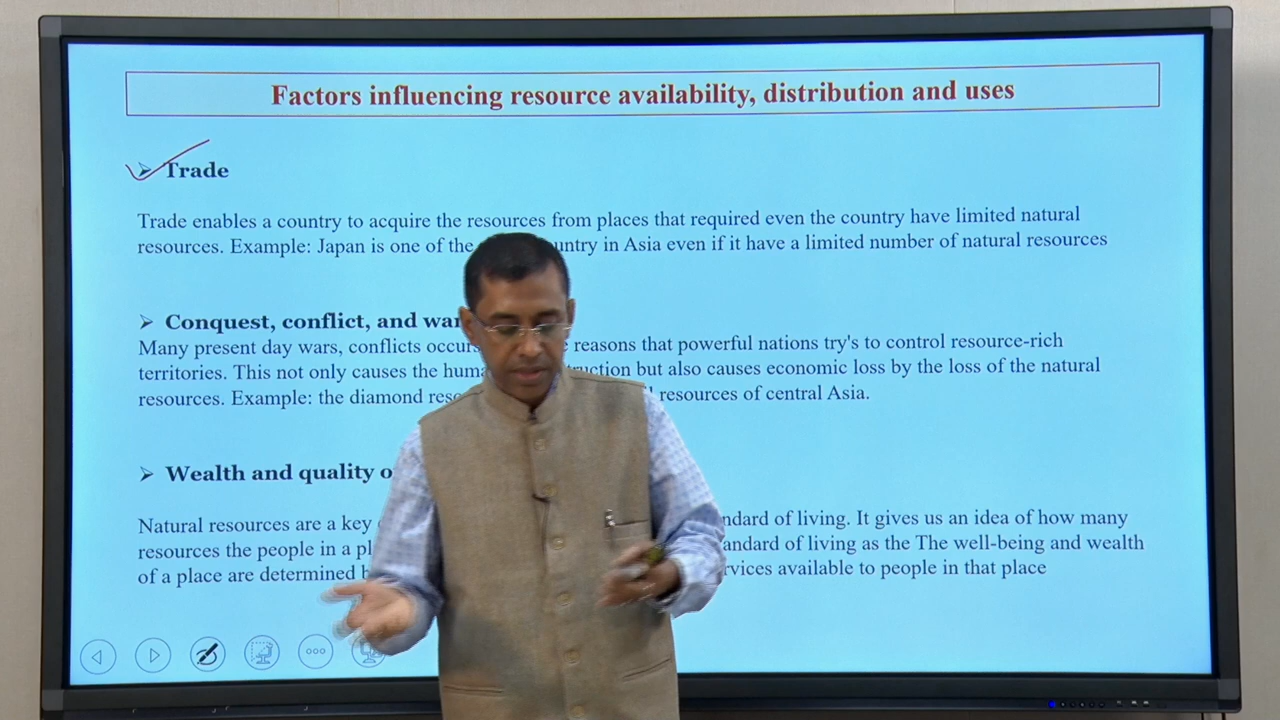 Factors influencing resource availability, distribution and uses
Trade
Trade enables a country to acquire the resources from places that required even the country have limited natural
resources. Example: Japan is one of the untry in Asia even if it have a limited number of natural resources
Conquest, conflict, and war
Many present day wars, conflicts occurs reasons that powerful nations try's to control resource-rich
territories. This not only causes the huma ruction but also causes economic loss by the loss of the natural
resources. Example: the diamond res resources of central Asia.
Wealth and quality o
Natural resources are a key ndard of living. It gives us an idea of how many
resources the people in a pl andard of living as the The well-being and wealth
of a place are determined rvices available to people in that place